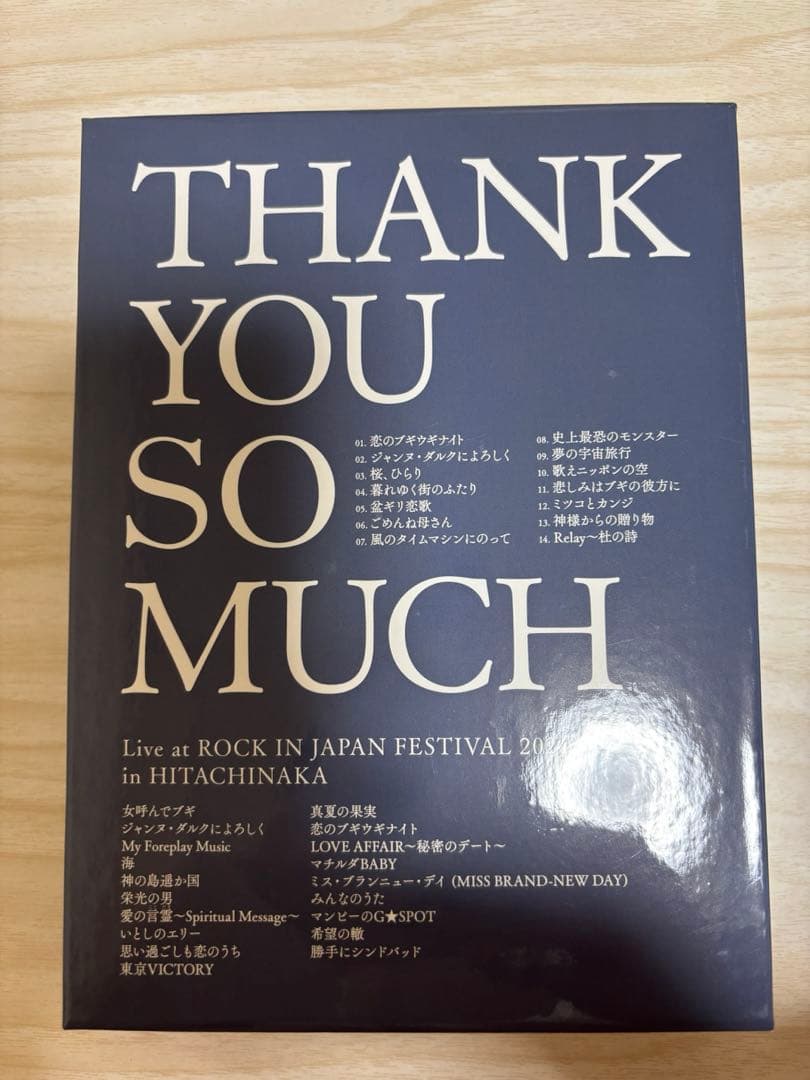 THANK
YOU
SO
MUCH
01. 恋のブギウギナイト
02. ジャンヌ・ダルクによろしく
03. 桜、ひらり
04. 暮れゆく街のふたり
05. 盆ギリ恋歌
06. ごめんね母さん
07. 風のタイムマシンにのって
08. 史上最恐のモンスター
09. 夢の宇宙旅行
10. 歌えニッポンの空
11. 悲しみはブギの彼方に
12. ミツコとカンジ
13. 神様からの贈り物
14. Relay〜杜の詩
Live at ROCK IN JAPAN FESTIVAL
in HITACHINAKA
女呼んでブギ
ジャンヌ・ダルクによろしく
My Foreplay Music
海
神の島遥か国
栄光の男
愛の言霊〜Spiritual Message〜
いとしのエリー
思い過ごしも恋のうち
東京VICTORY
真夏の果実
恋のブギウギナイト
LOVE AFFAIR〜秘密のデート〜
マチルダBABY
ミス・ブランニュー・デイ (MISS BRAND-NEW DAY)
みんなのうた
マンピーのG★SPOT
希望の轍
勝手にシンドバッド